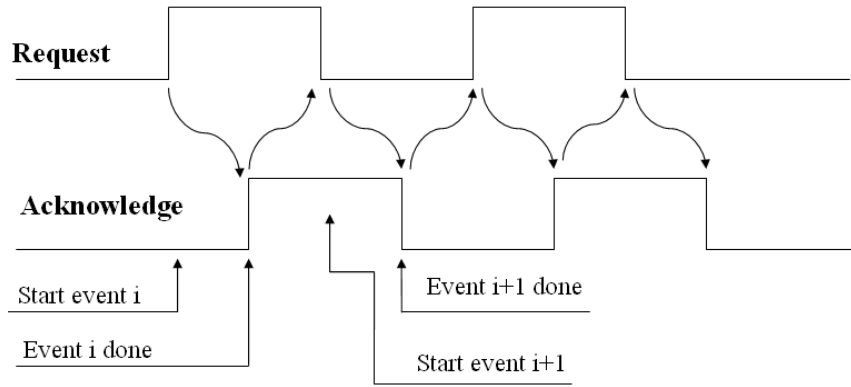 Request
Acknowledge
Start event i
Event i+1 done
Event i done
Start event i+1